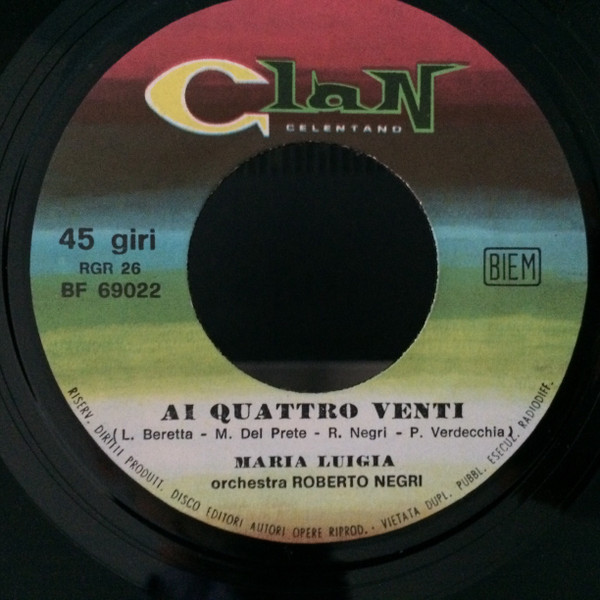 Clan
CELENTANO
45 giri
RGR 26
BF 69022
BIEM
AI QUATTRO VENTI
(L. Beretta - M. Del Prete - R. Negri - P. Verdecchia)
MARIA LUIGIA
orchestra ROBERTO NEGRI
RISERV. DIRITTI PRODUT. DISCO EDITORI AUTORI OPERE RIPROD. - VIETATA DUPL. PUBBL. ESECUZ. RADIODIFF.